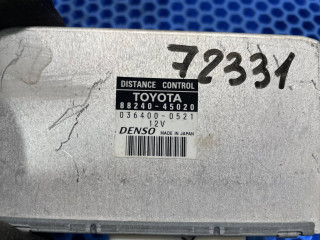 72331
DISTANCE CONTROL
TOYOTA
88240-45020
036400-0521
12V
DENSO MADE IN JAPAN